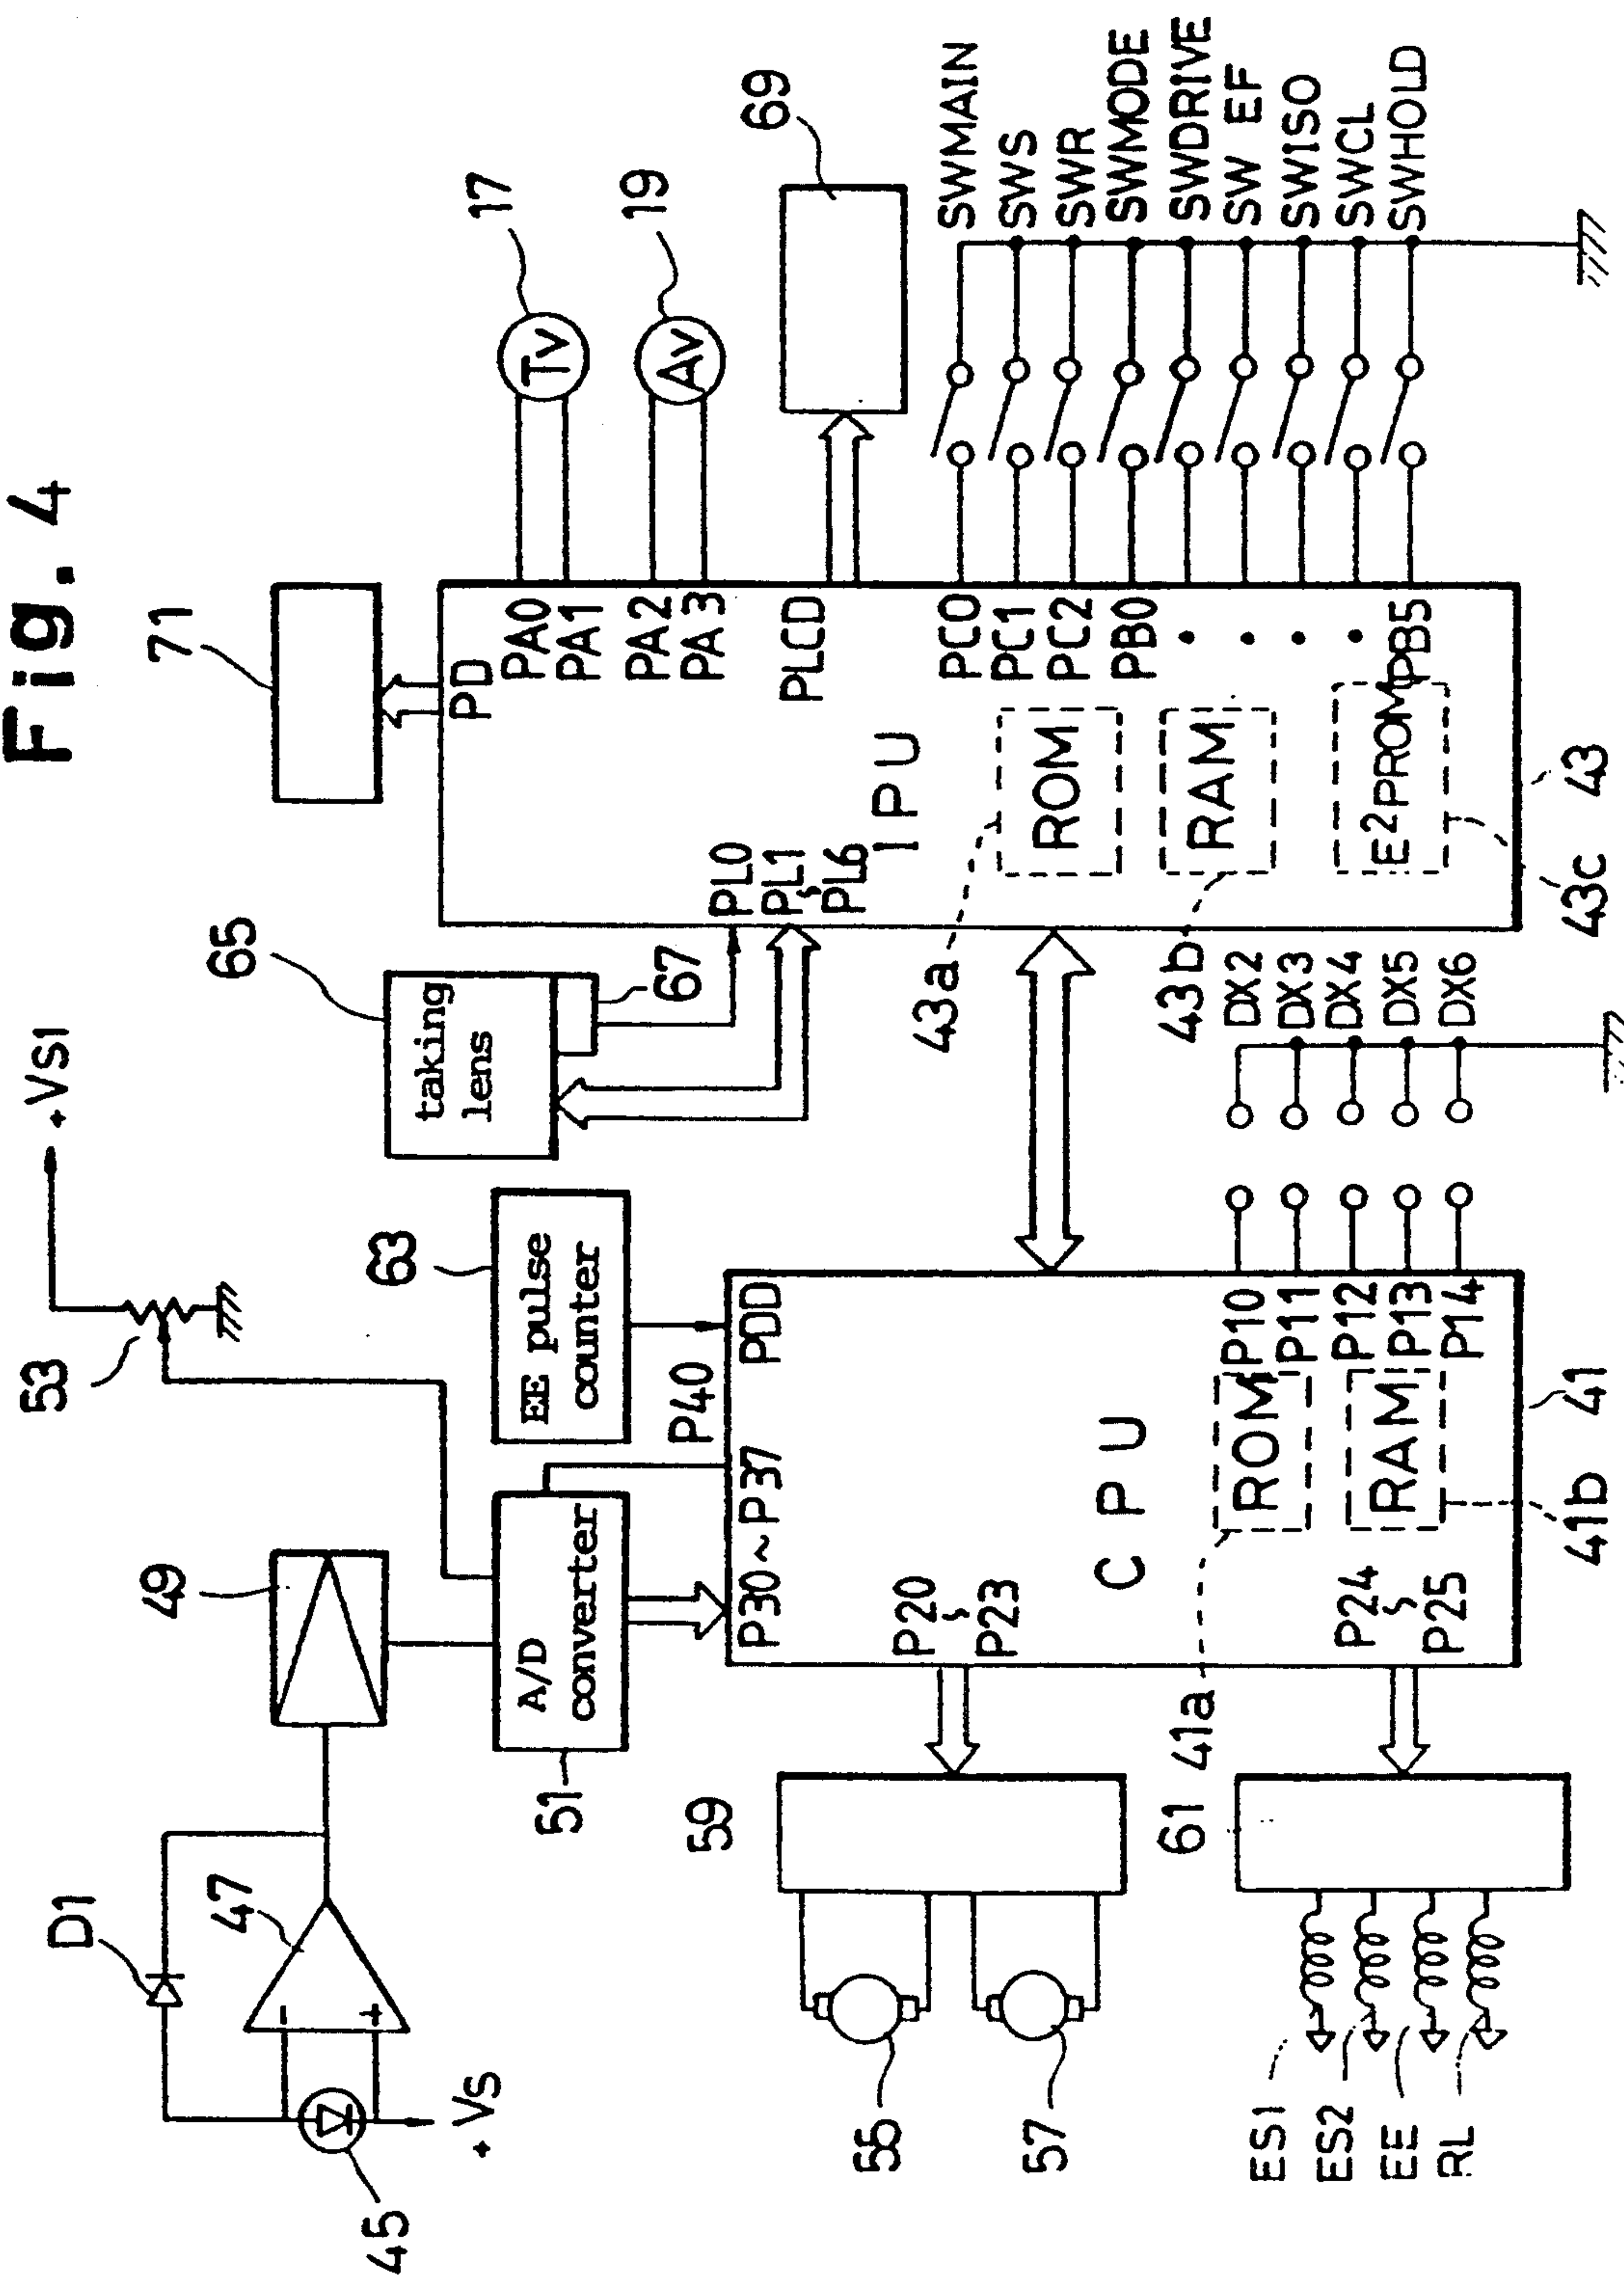 Fig. 4
+VS1
53
D1
47
45
+Vs
49
51
A/D
converter
63
EE pulse
counter
65
taking
lens
67
71
17
Tv
19
Av
69
PD
PA0
PA1
PA2
PA3
PLCD
PL0
PL1
PL6
IPU
PC0
PC1
PC2
PB0
PB5
ROM
RAM
E2PROM
43a
43b
43c
43
SWMAIN
SWS
SWR
SWMODE
SWDRIVE
SW EF
SWISO
SWCL
SWHOLD
P30~P37
P40
PDD
CPU
P20
P23
P24
P25
ROM
RAM
P10
P11
P12
P13
P14
41a
41b
41
DX2
DX3
DX4
DX5
DX6
59
55
57
61
ES1
ES2
EE
RL